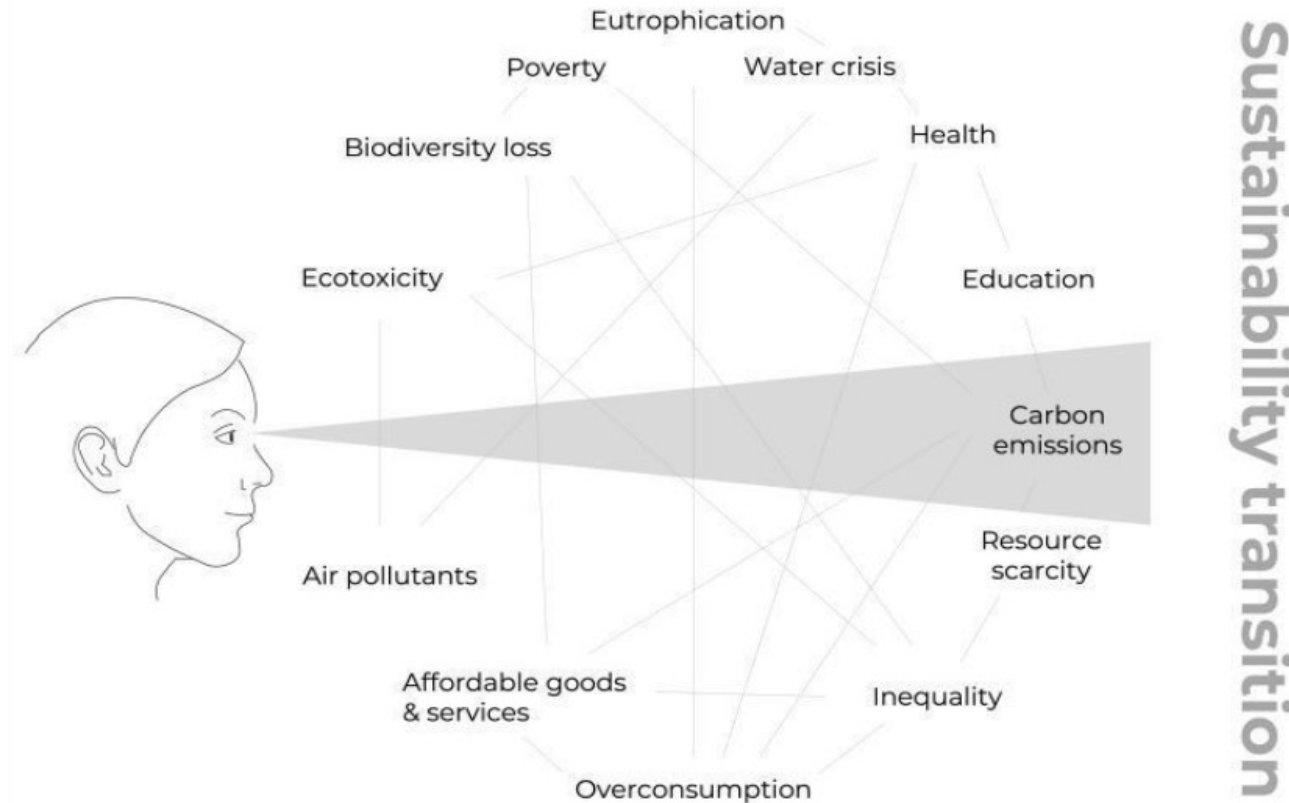 Eutrophication
Poverty
Water crisis
Health
Biodiversity loss
Ecotoxicity
Education
Carbon
emissions
Resource
scarcity
Air pollutants
Affordable goods
& services
Inequality
Overconsumption
Sustainability transition